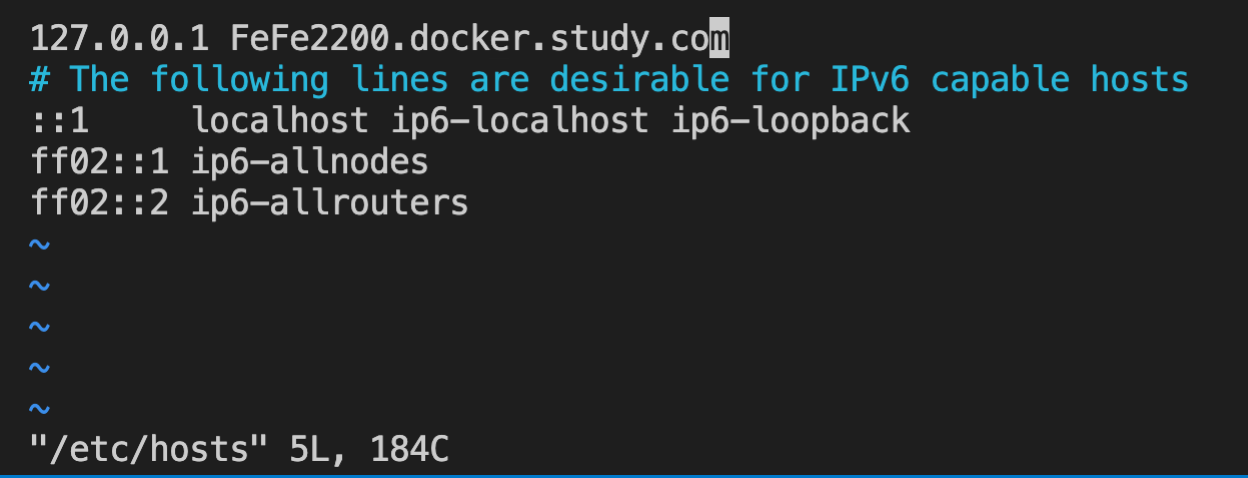 127.0.0.1 FeFe2200.docker.study.com
# The following lines are desirable for IPv6 capable hosts
::1     localhost ip6-localhost ip6-loopback
ff02::1 ip6-allnodes
ff02::2 ip6-allrouters
~
~
~
~
~
"/etc/hosts" 5L, 184C